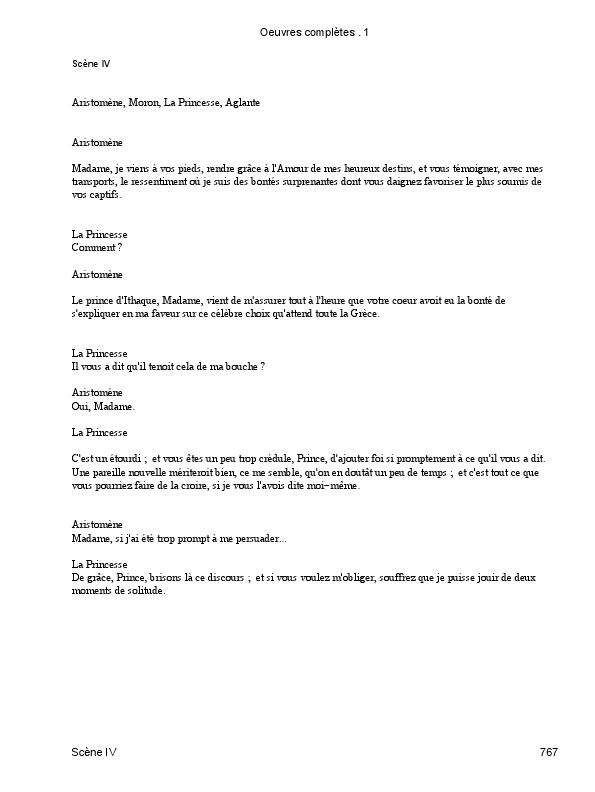 Oeuvres complètes . 1
Scène IV
Aristomène, Moron, La Princesse, Aglante
Aristomène
Madame, je viens à vos pieds, rendre grâce à l'Amour de mes heureux destins, et vous témoigner, avec mes
transports, le ressentiment où je suis des bontés surprenantes dont vous daignez favoriser le plus soumis de
vos captifs.
La Princesse
Comment ?
Aristomène
Le prince d'Ithaque, Madame, vient de m'assurer tout à l'heure que votre coeur avoit eu la bonté de
s'expliquer en ma faveur sur ce célèbre choix qu'attend toute la Grèce.
La Princesse
Il vous a dit qu'il tenoit cela de ma bouche ?
Aristomène
Oui, Madame.
La Princesse
C'est un étourdi ; et vous êtes un peu trop crédule, Prince, d'ajouter foi si promptement à ce qu'il vous a dit.
Une pareille nouvelle mériteroit bien, ce me semble, qu'on en doutât un peu de temps ; et c'est tout ce que
vous pourriez faire de la croire, si je vous l'avois dite moi−même.
Aristomène
Madame, si j'ai été trop prompt à me persuader...
La Princesse
De grâce, Prince, brisons là ce discours ; et si vous voulez m'obliger, souffrez que je puisse jouir de deux
moments de solitude.
Scène IV
767